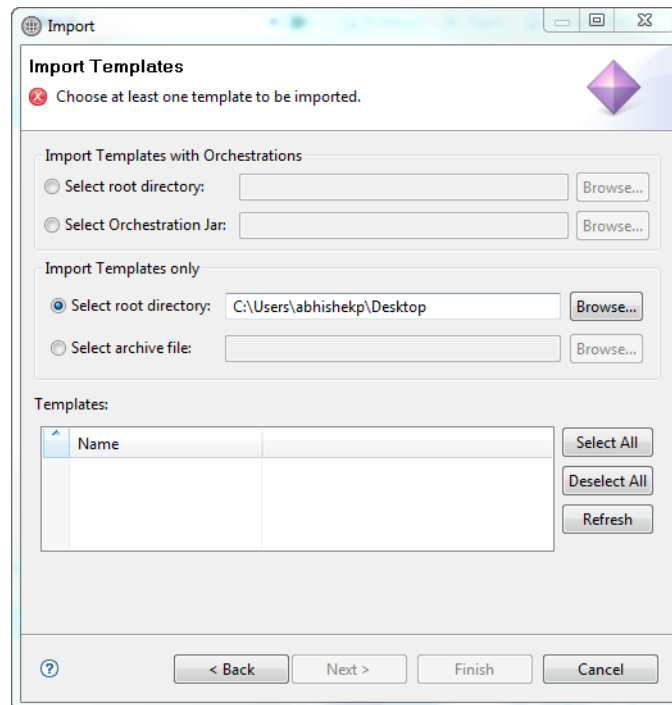 Import
Import Templates
Choose at least one template to be imported.
Import Templates with Orchestrations
Select root directory:
Browse...
Select Orchestration Jar:
Browse...
Import Templates only
Select root directory: C:\Users\abhishekp\Desktop Browse...
Select archive file:
Browse...
Templates:
Name
Select All
Deselect All
Refresh
< Back Next > Finish Cancel